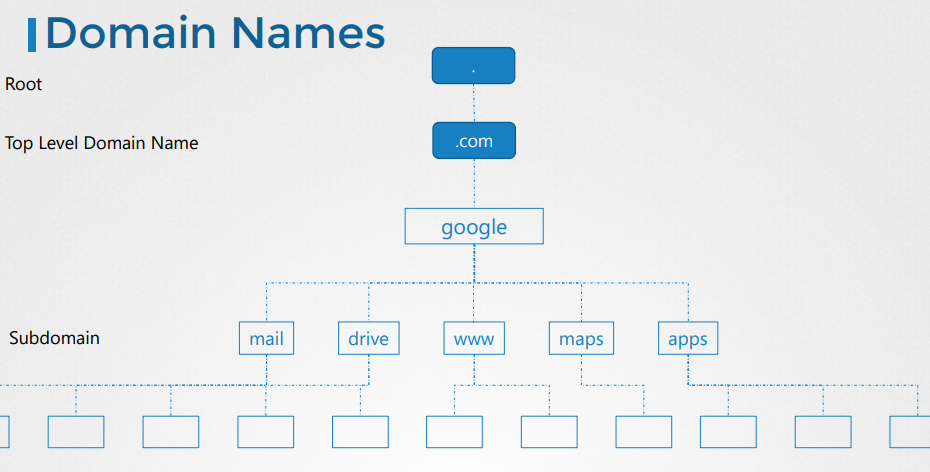 Domain Names
.
Root
.com
Top Level Domain Name
google
Subdomain
mail
drive
www
maps
apps